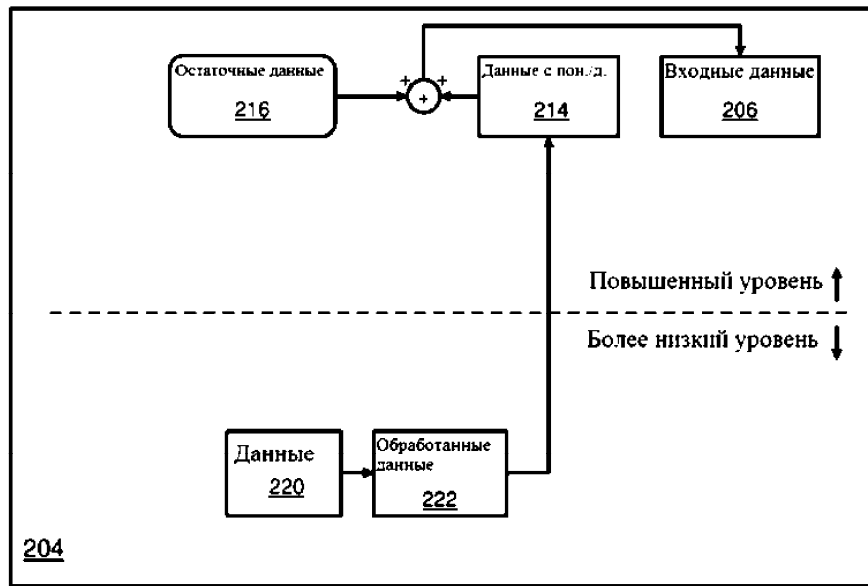 Остаточные данные
216
+ +
+
Данные с пон./д.
214
Входные данные
206
Повышенный уровень
Более низкий уровень
Данные
220
Обработанные
данные
222
204